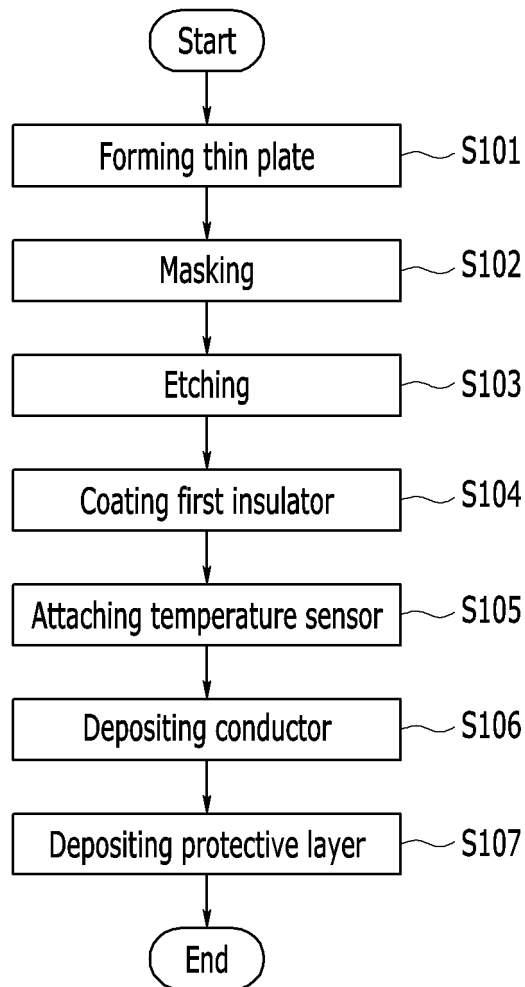 Start
Forming thin plate S101
Masking S102
Etching S103
Coating first insulator S104
Attaching temperature sensor S105
Depositing conductor S106
Depositing protective layer S107
End